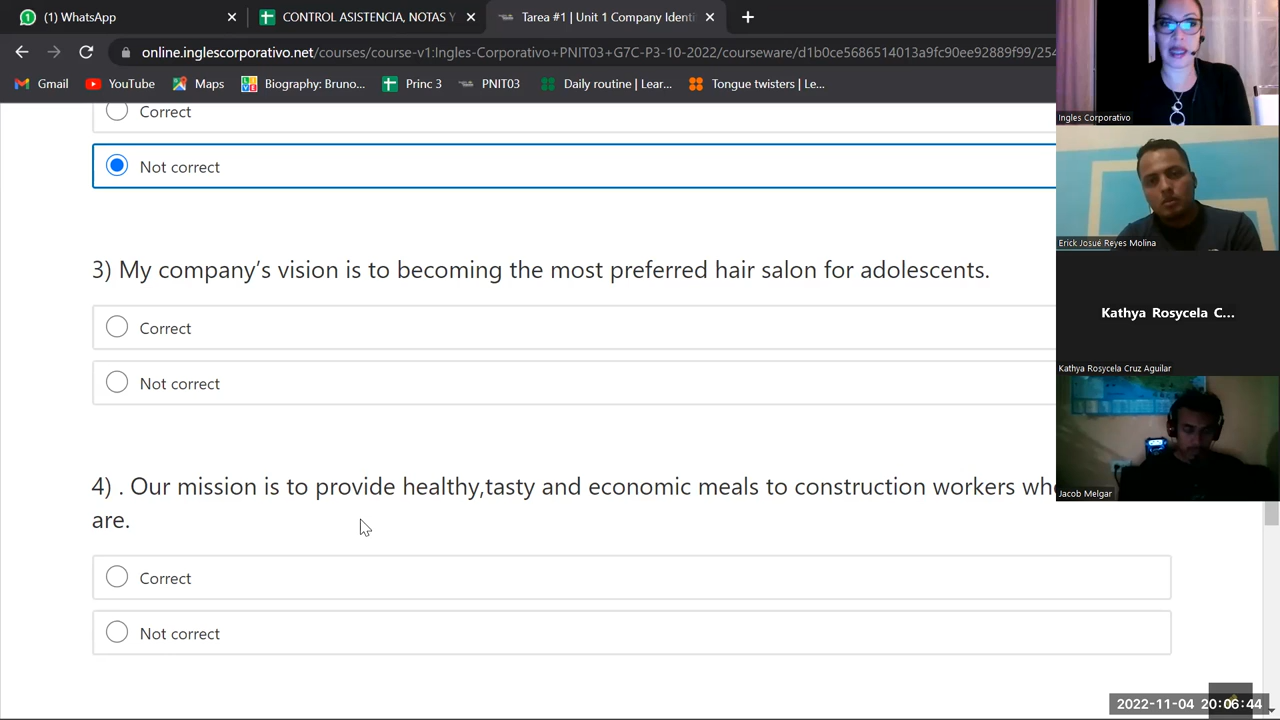 (1) WhatsApp
CONTROL ASISTENCIA, NOTAS Y
Tarea #1 | Unit 1 Company Identi
online.inglescorporativo.net/courses/course-v1:Inglescorporativo+PNIT03+G7C-P3-10-2022/courseware/d1b0ce5686514013a9fc90ee92889f99/254
Gmail
YouTube
Maps
Biography: Bruno...
Princ 3
PNIT03
Daily routine | Lear...
Tongue twisters | Le...
Correct
Not correct
3) My company's vision is to becoming the most preferred hair salon for adolescents.
Correct
Not correct
4) . Our mission is to provide healthy,tasty and economic meals to construction workers
are.
Correct
Not correct
Ingles Corporativo
Erick Josué Reyes Molina
Kathya Rosycela C...
Kathya Rosycela Cruz Aguilar
Jacob Melgar
2022-11-04 20:06:44